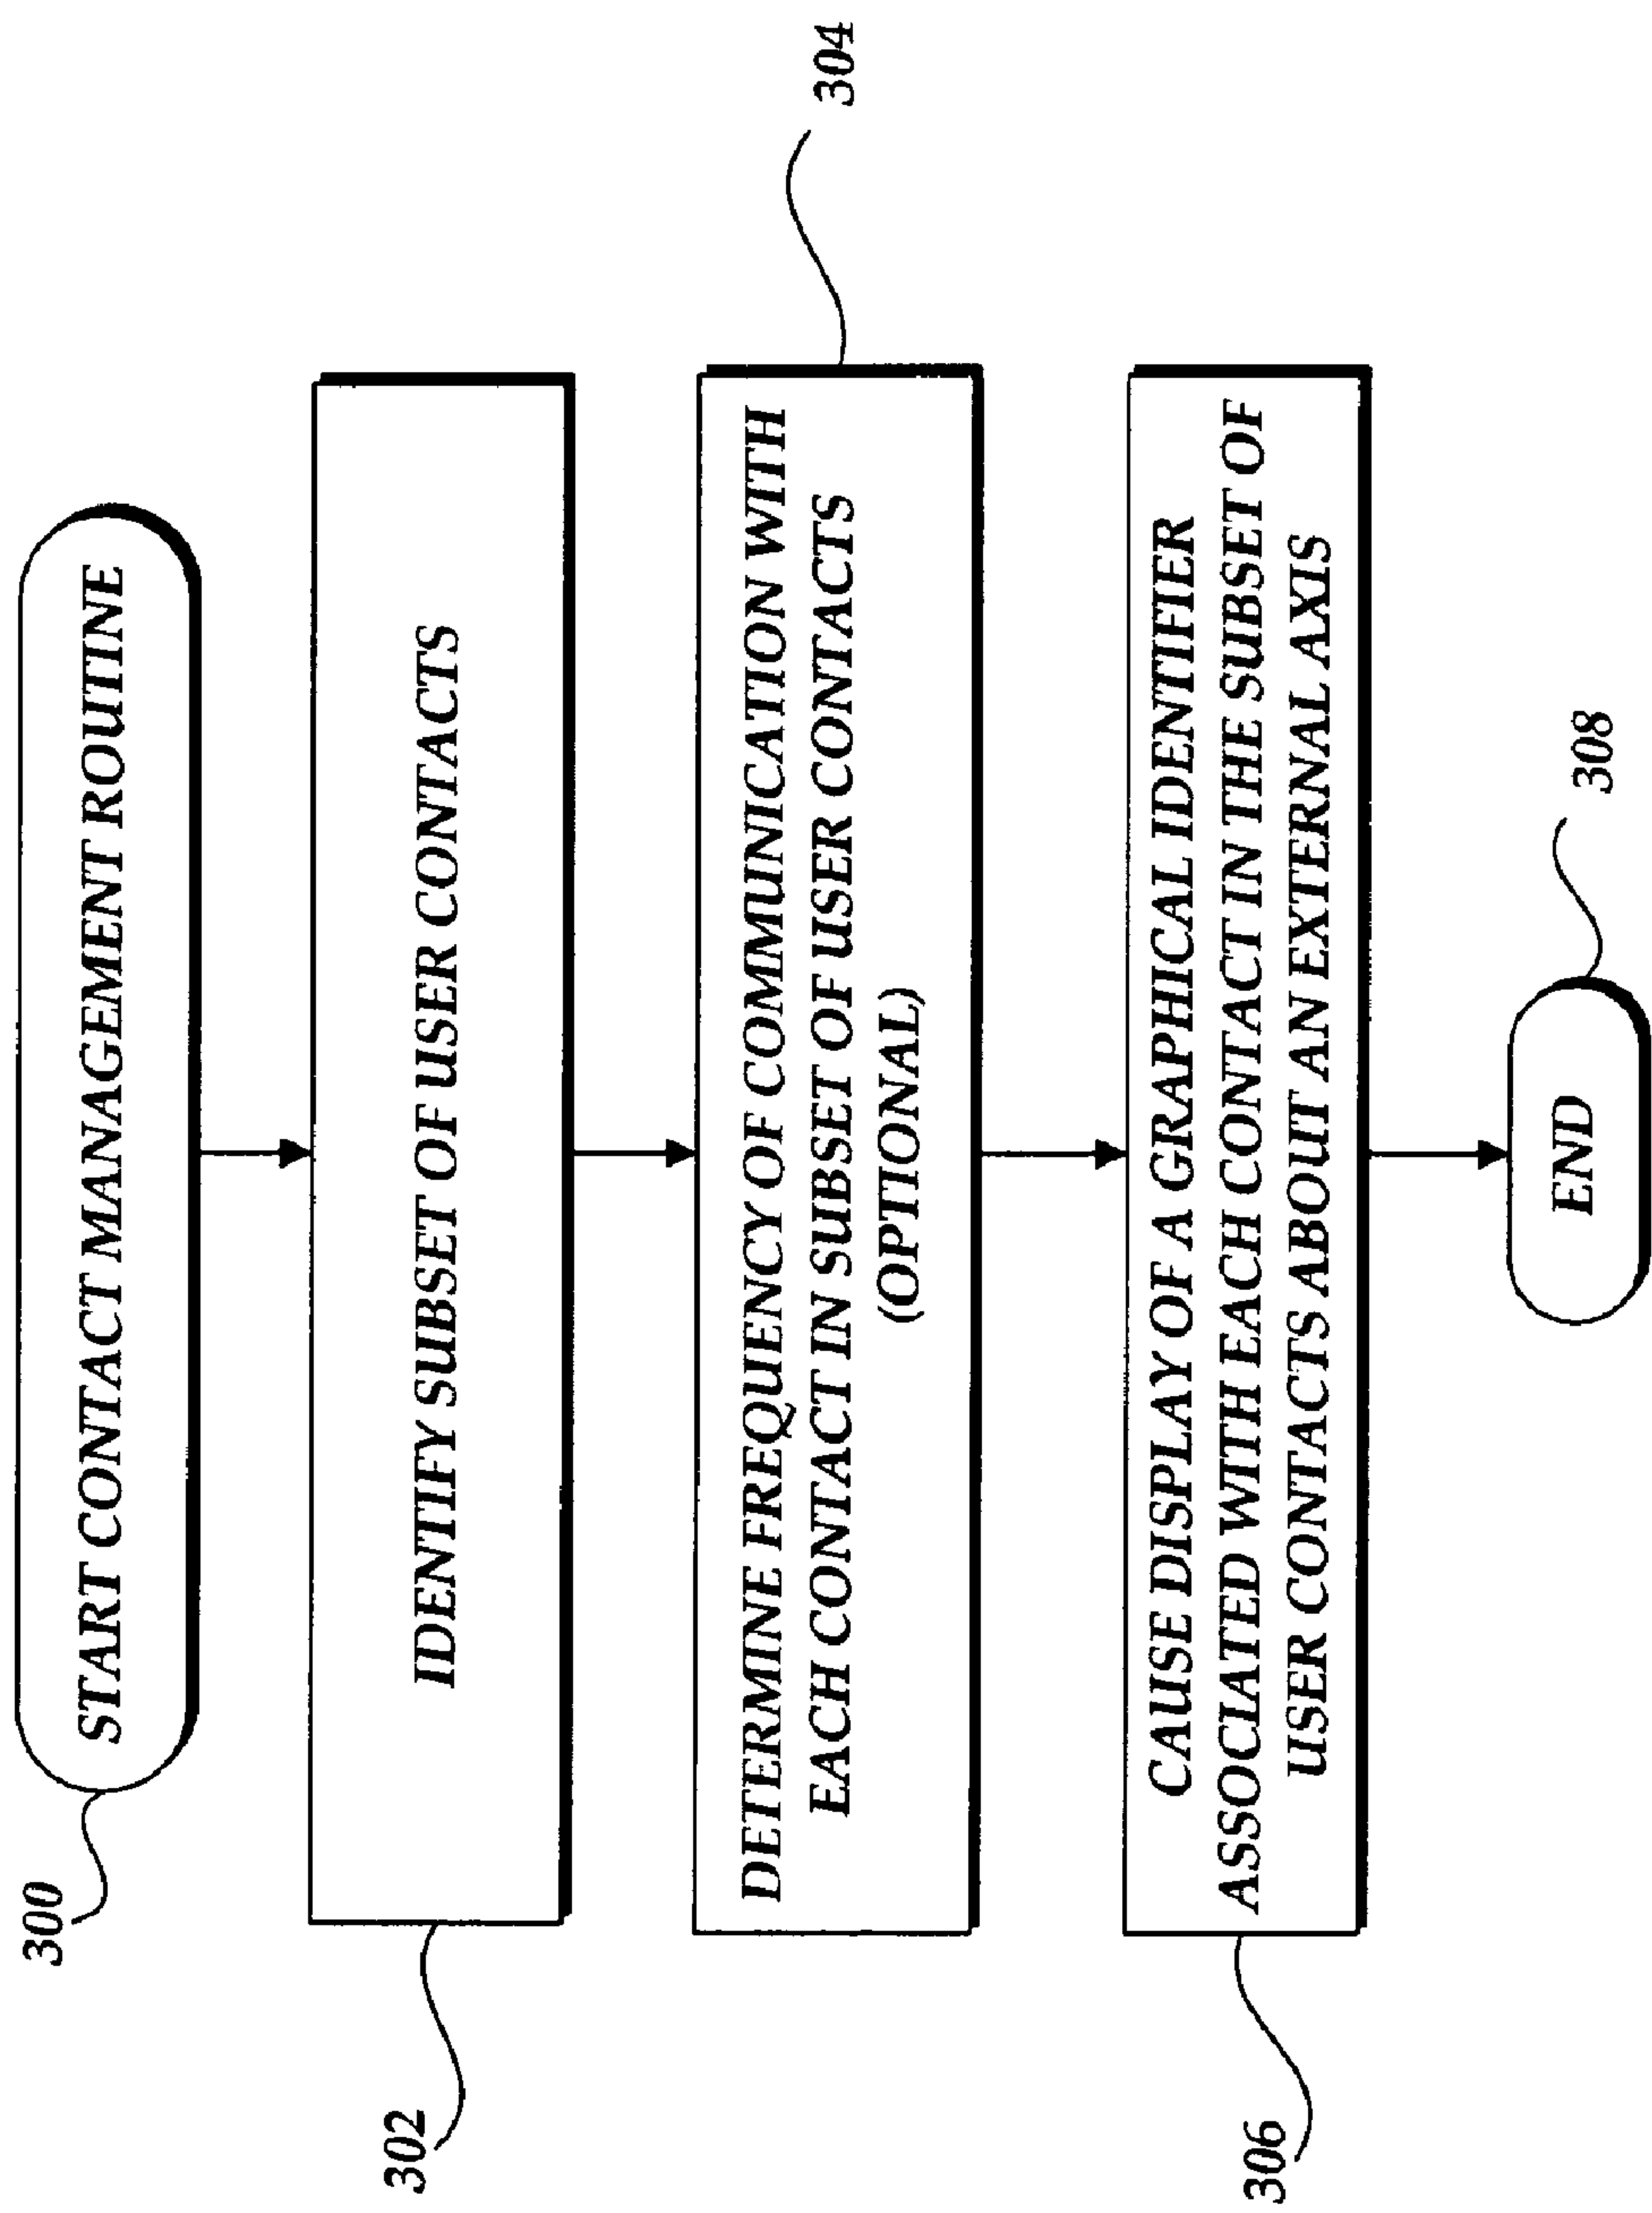 300
START CONTACT MANAGEMENT ROUTINE
302
IDENTIFY SUBSET OF USER CONTACTS
304
DETERMINE FREQUENCY OF COMMUNICATION WITH
EACH CONTACT IN SUBSET OF USER CONTACTS
(OPTIONAL)
306
CAUSE DISPLAY OF A GRAPHICAL IDENTIFIER
ASSOCIATED WITH EACH CONTACT IN THE SUBSET OF
USER CONTACTS ABOUT AN EXTERNAL AXIS
308
END